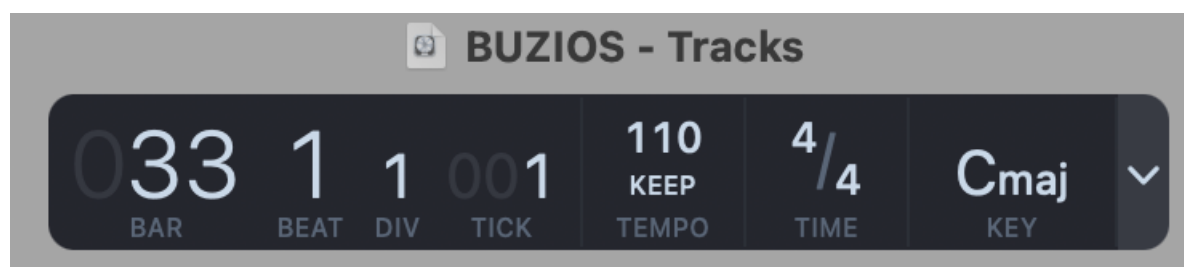 BUZIOS - Tracks
033 1 1 001 110 4/4 Cmaj
KEEP
BAR BEAT DIV TICK TEMPO TIME KEY